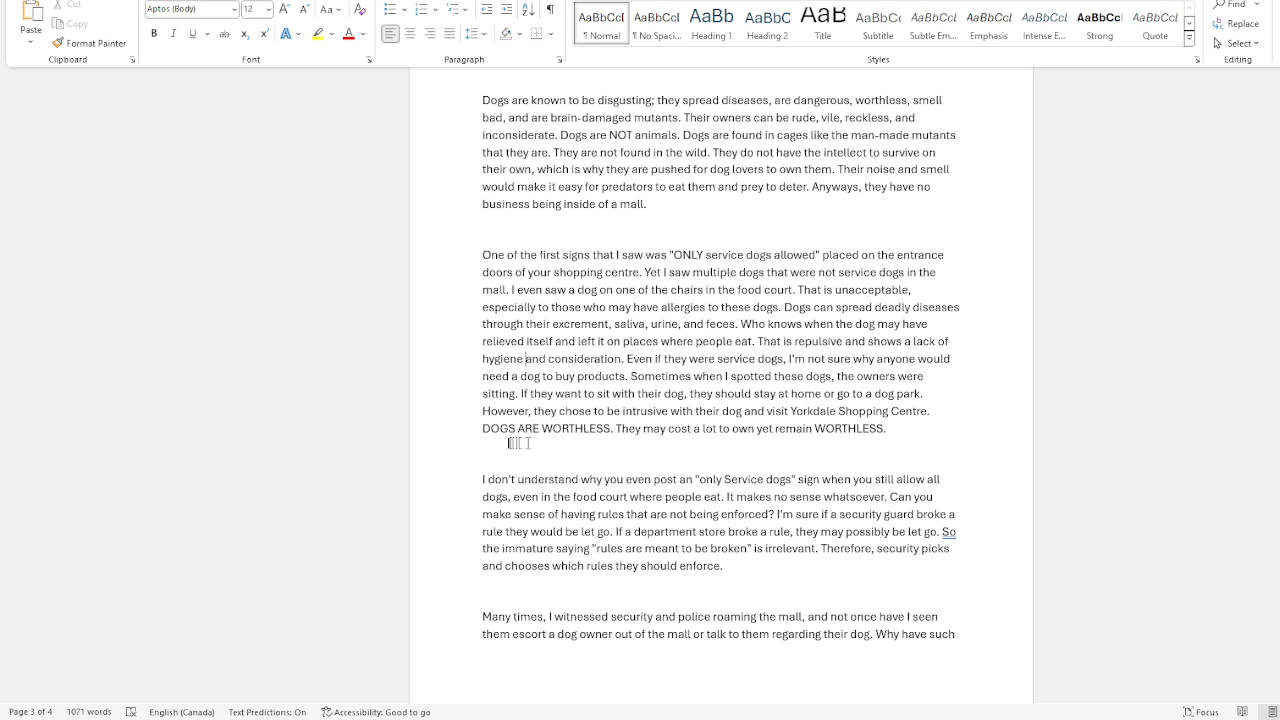 Cut
Find
Aptos (Body) 12 A A Aa A
AaBbCcl AaBbCcl AaBb AaBbC AaB AaBbCc AaBbCcl AaBbCcl AaBbCcl AaBbCcl AaBbCcl
Copy
Replace
Paste
Format Painter
B I U ab x₂ x² A A
¶ Normal ¶ No Spaci... Heading 1 Heading 2 Title Subtitle Subtle Em... Emphasis Intense E... Strong Quote
Select
Clipboard Font Paragraph Styles Editing
Dogs are known to be disgusting; they spread diseases, are dangerous, worthless, smell
bad, and are brain-damaged mutants. Their owners can be rude, vile, reckless, and
inconsiderate. Dogs are NOT animals. Dogs are found in cages like the man-made mutants
that they are. They are not found in the wild. They do not have the intellect to survive on
their own, which is why they are pushed for dog lovers to own them. Their noise and smell
would make it easy for predators to eat them and prey to deter. Anyways, they have no
business being inside of a mall.
One of the first signs that I saw was "ONLY service dogs allowed" placed on the entrance
doors of your shopping centre. Yet I saw multiple dogs that were not service dogs in the
mall. I even saw a dog on one of the chairs in the food court. That is unacceptable,
especially to those who may have allergies to these dogs. Dogs can spread deadly diseases
through their excrement, saliva, urine, and feces. Who knows when the dog may have
relieved itself and left it on places where people eat. That is repulsive and shows a lack of
hygiene and consideration. Even if they were service dogs, I'm not sure why anyone would
need a dog to buy products. Sometimes when I spotted these dogs, the owners were
sitting. If they want to sit with their dog, they should stay at home or go to a dog park.
However, they chose to be intrusive with their dog and visit Yorkdale Shopping Centre.
DOGS ARE WORTHLESS. They may cost a lot to own yet remain WORTHLESS.
I don't understand why you even post an "only Service dogs" sign when you still allow all
dogs, even in the food court where people eat. It makes no sense whatsoever. Can you
make sense of having rules that are not being enforced? I'm sure if a security guard broke a
rule they would be let go. If a department store broke a rule, they may possibly be let go. So
the immature saying "rules are meant to be broken" is irrelevant. Therefore, security picks
and chooses which rules they should enforce.
Many times, I witnessed security and police roaming the mall, and not once have I seen
them escort a dog owner out of the mall or talk to them regarding their dog. Why have such
Page 3 of 4 1071 words English (Canada) Text Predictions: On Accessibility: Good to go Focus